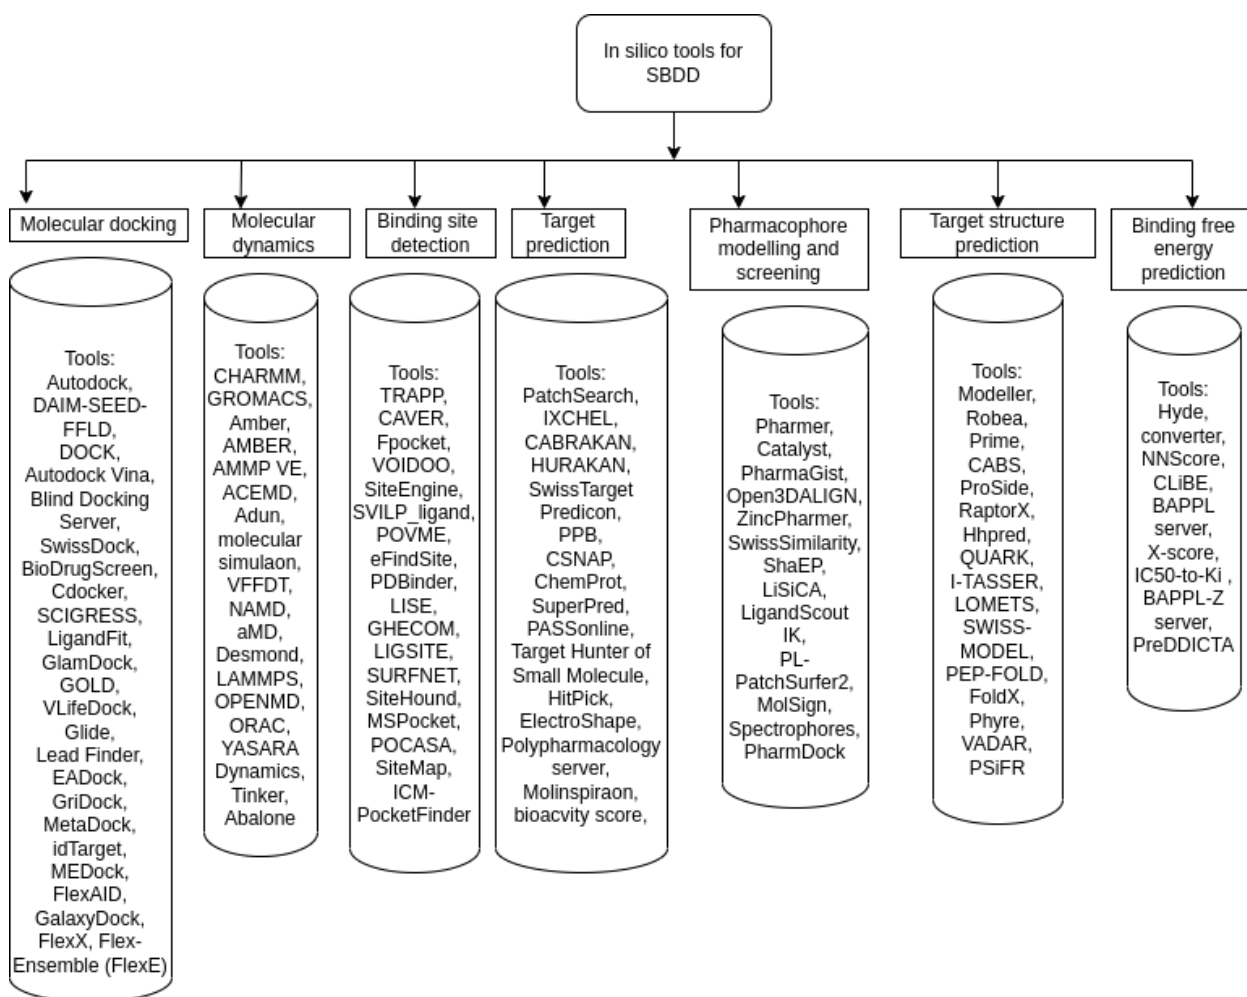 In silico tools for
SBDD
Molecular docking
Molecular
dynamics
Binding site
detection
Target
prediction
Pharmacophore
modelling and
screening
Target structure
prediction
Binding free
energy
prediction
Tools:
Autodock,
DAIM-SEED-
FFLD,
DOCK,
Autodock Vina,
Blind Docking
Server,
SwissDock,
BioDrugScreen,
Cdocker,
SCIGRESS,
LigandFit,
GlamDock,
GOLD,
VLifeDock,
Glide,
Lead Finder,
EADock,
GriDock,
MetaDock,
idTarget,
MEDock,
FlexAID,
GalaxyDock,
FlexX, Flex-
Ensemble (FlexE)
Tools:
CHARMM,
GROMACS,
Amber,
AMBER,
AMMP VE,
ACEMD,
Adun,
molecular
simulaon,
VFFDT,
NAMD,
aMD,
Desmond,
LAMMPS,
OPENMD,
ORAC,
YASARA
Dynamics,
Tinker,
Abalone
Tools:
TRAPP,
CAVER,
Fpocket,
VOIDOO,
SiteEngine,
SVILP_ligand,
POVME,
eFindSite,
PDBinder,
LISE,
GHECOM,
LIGSITE,
SURFNET,
SiteHound,
MSPocket,
POCASA,
SiteMap,
ICM-
PocketFinder
Tools:
PatchSearch,
IXCHEL,
CABRAKAN,
HURAKAN,
SwissTarget
Predicon,
PPB,
CSNAP,
ChemProt,
SuperPred,
PASSonline,
Target Hunter of
Small Molecule,
HitPick,
ElectroShape,
Polypharmacology
server,
Molinspiraon,
bioacvity score,
Tools:
Pharmer,
Catalyst,
PharmaGist,
Open3DALIGN,
ZincPharmer,
SwissSimilarity,
ShaEP,
LiSiCA,
LigandScout
IK,
PL-
PatchSurfer2,
MolSign,
Spectrophores,
PharmDock
Tools:
Modeller,
Robea,
Prime,
CABS,
ProSide,
RaptorX,
Hhpred,
QUARK,
I-TASSER,
LOMETS,
SWISS-
MODEL,
PEP-FOLD,
FoldX,
Phyre,
VADAR,
PSiFR
Tools:
Hyde,
converter,
NNScore,
CLiBE,
BAPPL
server,
X-score,
IC50-to-Ki ,
BAPPL-Z
server,
PreDDICTA